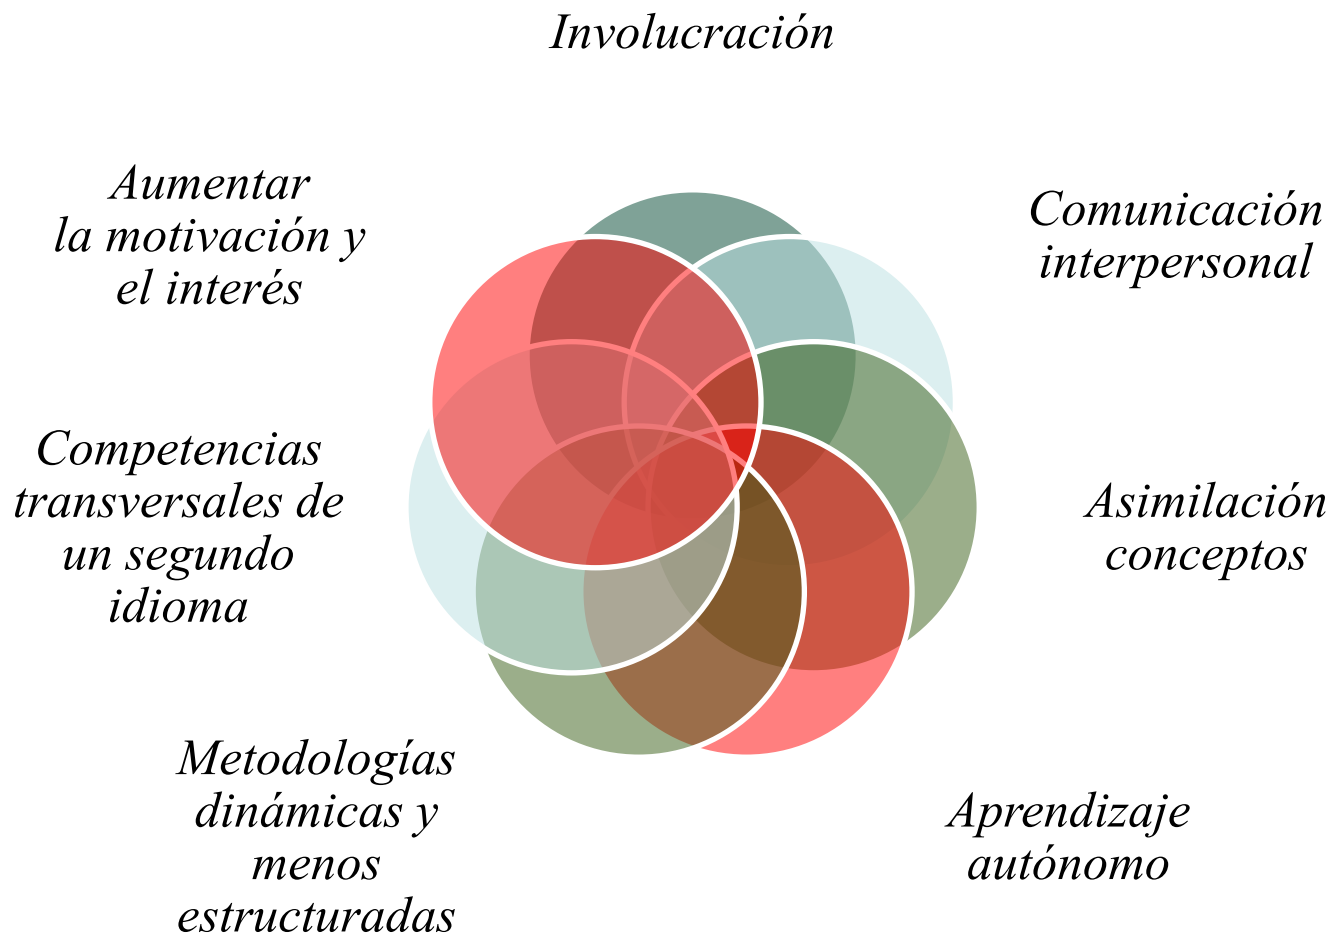 Involucración
Aumentar
la motivación y
el interés
Comunicación
interpersonal
Competencias
transversales de
un segundo
idioma
Asimilación
conceptos
Metodologías
dinámicas y
menos
estructuradas
Aprendizaje
autónomo